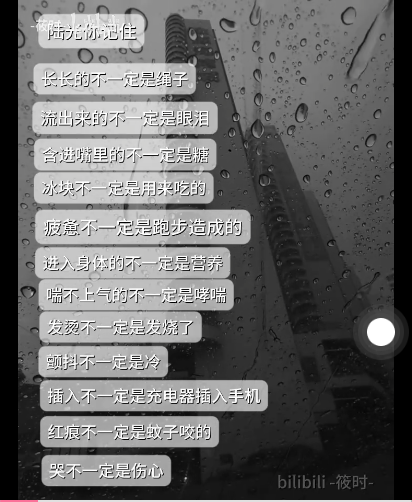 陆光你记住
长长的不一定是绳子
流出来的不一定是眼泪
含进嘴里的不一定是糖
冰块不一定是用来吃的
疲惫不一定是跑步造成的
进入身体的不一定是营养
喘不上气的不一定是哮喘
发烫不一定是发烧了
颤抖不一定是冷
插入不一定是充电器插入手机
红痕不一定是蚊子咬的
哭不一定是伤心
bilibili -筱时-